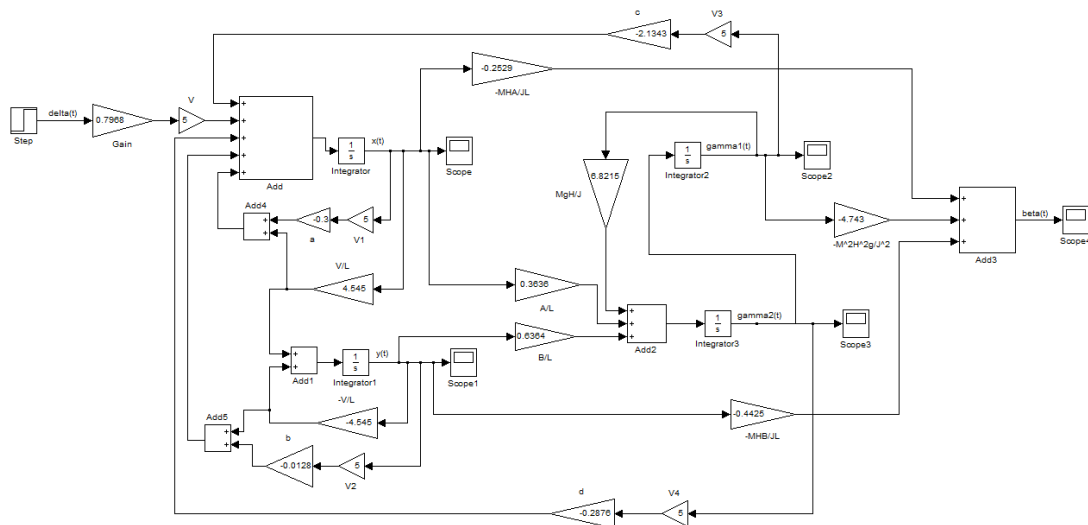 c
V3
-2.1343
5
-0.2529
-MHA/JL
delta(t)
Step
0.7968
Gain
V
5
+
+
+
+
+
Add
1
s
Integrator
x(t)
Scope
MgH/J
6.8215
1
s
Integrator2
gamma1(t)
Scope2
-4.743
-M^2H^2g/J^2
+
+
+
Add3
beta(t)
Scope4
Add4
+
+
-0.3
a
5
V1
V/L
4.545
0.3636
A/L
0.6364
B/L
+
+
+
Add2
1
s
Integrator3
gamma2(t)
Scope3
+
+
Add1
1
s
Integrator1
y(t)
Scope1
-V/L
-4.545
Add5
+
+
b
-0.0128
5
V2
-0.4425
-MHB/JL
d
-0.2876
V4
5